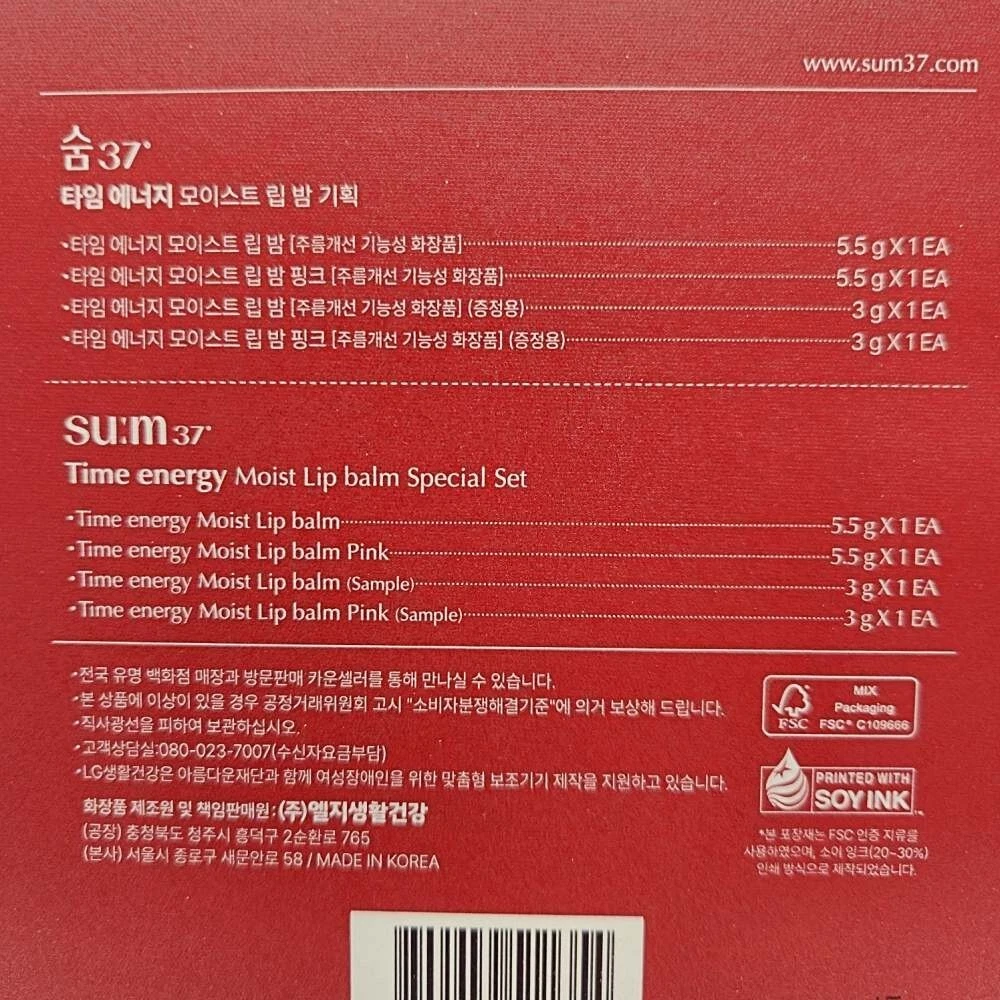 www.sum37.com
숨37°
타임 에너지 모이스트 립 밤 기획
•타임 에너지 모이스트 립 밤 [주름개선 기능성 화장품] 5.5 g X 1 EA
•타임 에너지 모이스트 립 밤 핑크 [주름개선 기능성 화장품] 5.5 g X 1 EA
•타임 에너지 모이스트 립 밤 [주름개선 기능성 화장품] (증정용) 3 g X 1 EA
•타임 에너지 모이스트 립 밤 핑크 [주름개선 기능성 화장품] (증정용) 3 g X 1 EA
su:m37°
Time energy Moist Lip balm Special Set
•Time energy Moist Lip balm 5.5 g X 1 EA
•Time energy Moist Lip balm Pink 5.5 g X 1 EA
•Time energy Moist Lip balm (Sample) 3 g X 1 EA
•Time energy Moist Lip balm Pink (Sample) 3 g X 1 EA
•전국 유명 백화점 매장과 방문판매 카운셀러를 통해 만나실 수 있습니다.
•본 상품에 이상이 있을 경우 공정거래위원회 고시 "소비자분쟁해결기준"에 의거 보상해 드립니다.
•직사광선을 피하여 보관하십시오.
•고객상담실:080-023-7007(수신자요금부담)
•LG생활건강은 아름다운재단과 함께 여성장애인을 위한 맞춤형 보조기기 제작을 지원하고 있습니다.
화장품 제조원 및 책임판매원 : (주)엘지생활건강
(공장) 충청북도 청주시 흥덕구 2순환로 765
(본사) 서울시 종로구 새문안로 58 / MADE IN KOREA
FSC
MIX
Packaging
FSC® C109666
PRINTED WITH
SOY INK™
*본 포장재는 FSC 인증 지류를
사용하였으며, 소이 잉크(20~30%)
인쇄 방식으로 제작되었습니다.